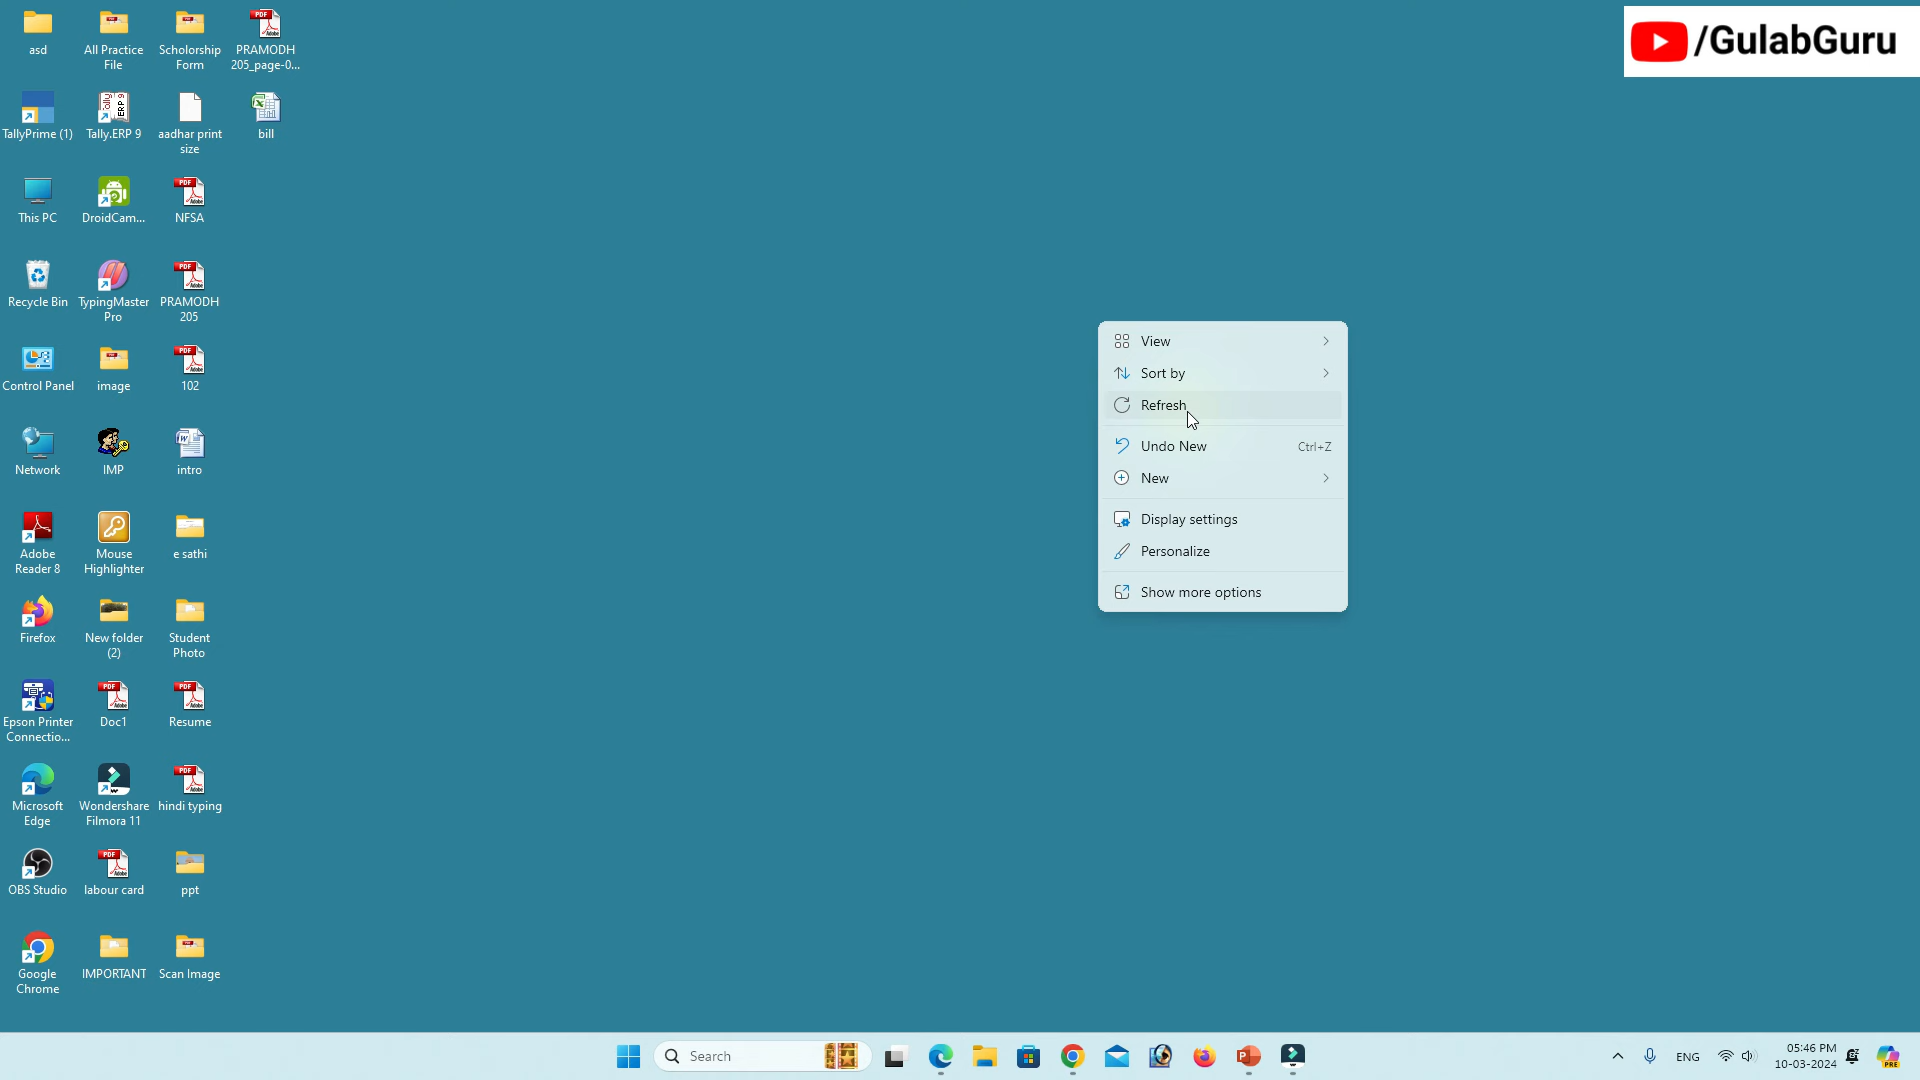 /GulabGuru
asd
All Practice
File
Scholorship
Form
PRAMODH
205_page-0...
TallyPrime (1)
Tally.ERP 9
aadhar print
size
bill
This PC
DroidCam...
NFSA
Recycle Bin
TypingMaster
Pro
PRAMODH
205
Control Panel
image
102
Network
IMP
intro
Adobe
Reader 8
Mouse
Highlighter
e sathi
Firefox
New folder
(2)
Student
Photo
Epson Printer
Connectio...
Doc1
Resume
Microsoft
Edge
Wondershare
Filmora 11
hindi typing
OBS Studio
labour card
ppt
Google
Chrome
IMPORTANT
Scan Image
View
Sort by
Refresh
Undo New Ctrl+Z
New
Display settings
Personalize
Show more options
Search
ENG
05:46 PM
10-03-2024